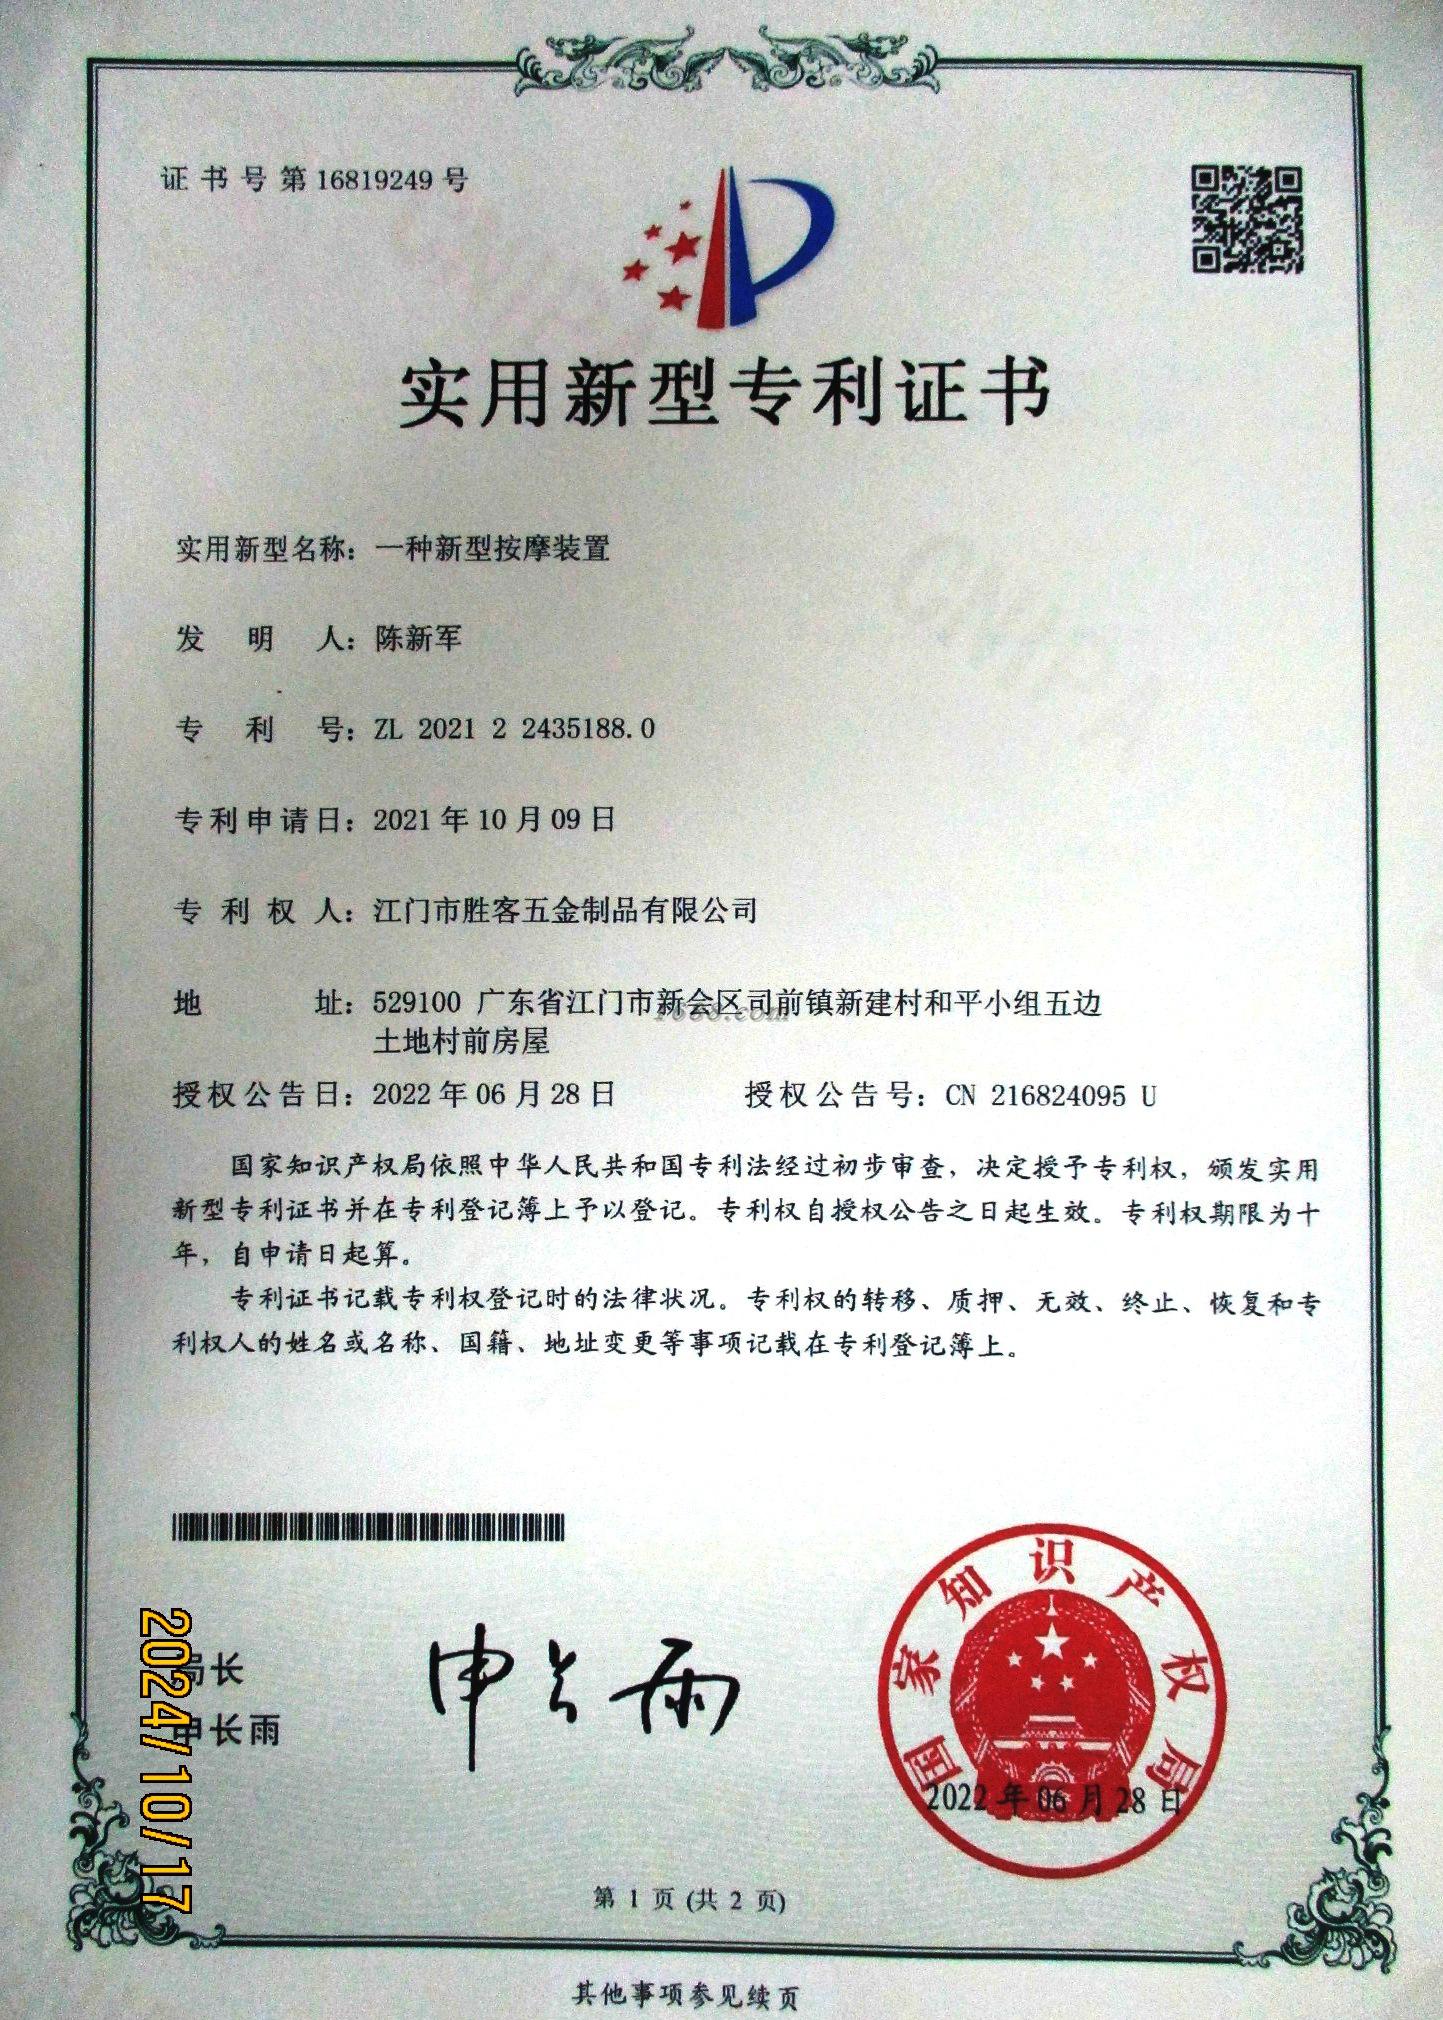 证书号第16819249号
实用新型专利证书
实用新型名称：一种新型按摩装置
发明人：陈新军
专利号：ZL 2021 2 2435188.0
专利申请日：2021年10月09日
专利权人：江门市胜客五金制品有限公司
地址：529100 广东省江门市新会区司前镇新建村和平小组五边
土地村前房屋
1688.com
授权公告日：2022年06月28日 授权公告号：CN 216824095 U
国家知识产权局依照中华人民共和国专利法经过初步审查，决定授予专利权，颁发实用
新型专利证书并在专利登记簿上予以登记。专利权自授权公告之日起生效。专利权期限为十
年，自申请日起算。
专利证书记载专利权登记时的法律状况。专利权的转移、质押、无效、终止、恢复和专
利权人的姓名或名称、国籍、地址变更等事项记载在专利登记簿上。
局长
申长雨
申长雨
国家知识产权局
2022年06月28日
2024/10/17
第 1 页 (共 2 页)
其他事项参见续页